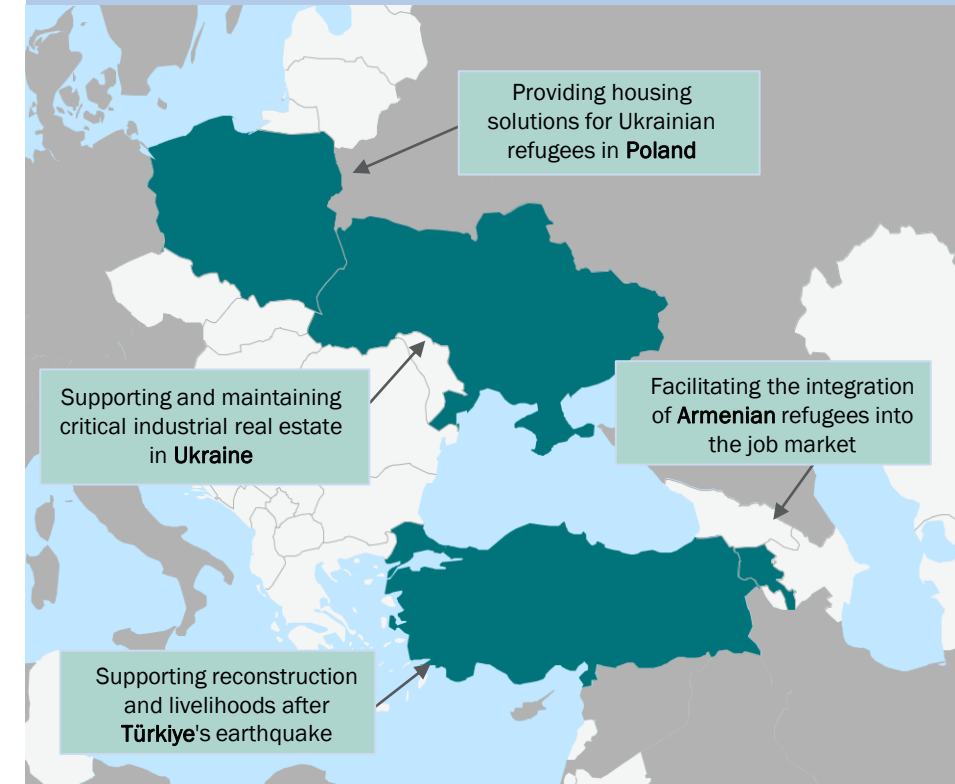 Providing housing
solutions for Ukrainian
refugees in Poland
Supporting and maintaining
critical industrial real estate
in Ukraine
Facilitating the integration
of Armenian refugees into
the job market
Supporting reconstruction
and livelihoods after
Türkiye's earthquake